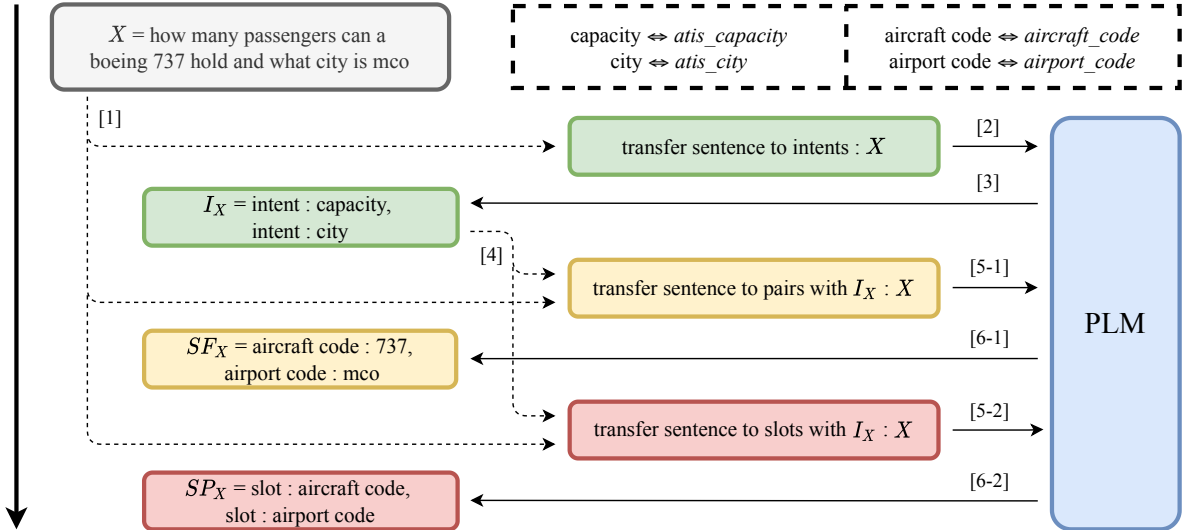 X = how many passengers can a
boeing 737 hold and what city is mco
capacity ⇔ atis_capacity
city ⇔ atis_city
aircraft code ⇔ aircraft_code
airport code ⇔ airport_code
[1]
transfer sentence to intents : X
[2]
[3]
I_X = intent : capacity,
intent : city
[4]
transfer sentence to pairs with I_X : X
[5-1]
PLM
[6-1]
SF_X = aircraft code : 737,
airport code : mco
transfer sentence to slots with I_X : X
[5-2]
[6-2]
SP_X = slot : aircraft code,
slot : airport code